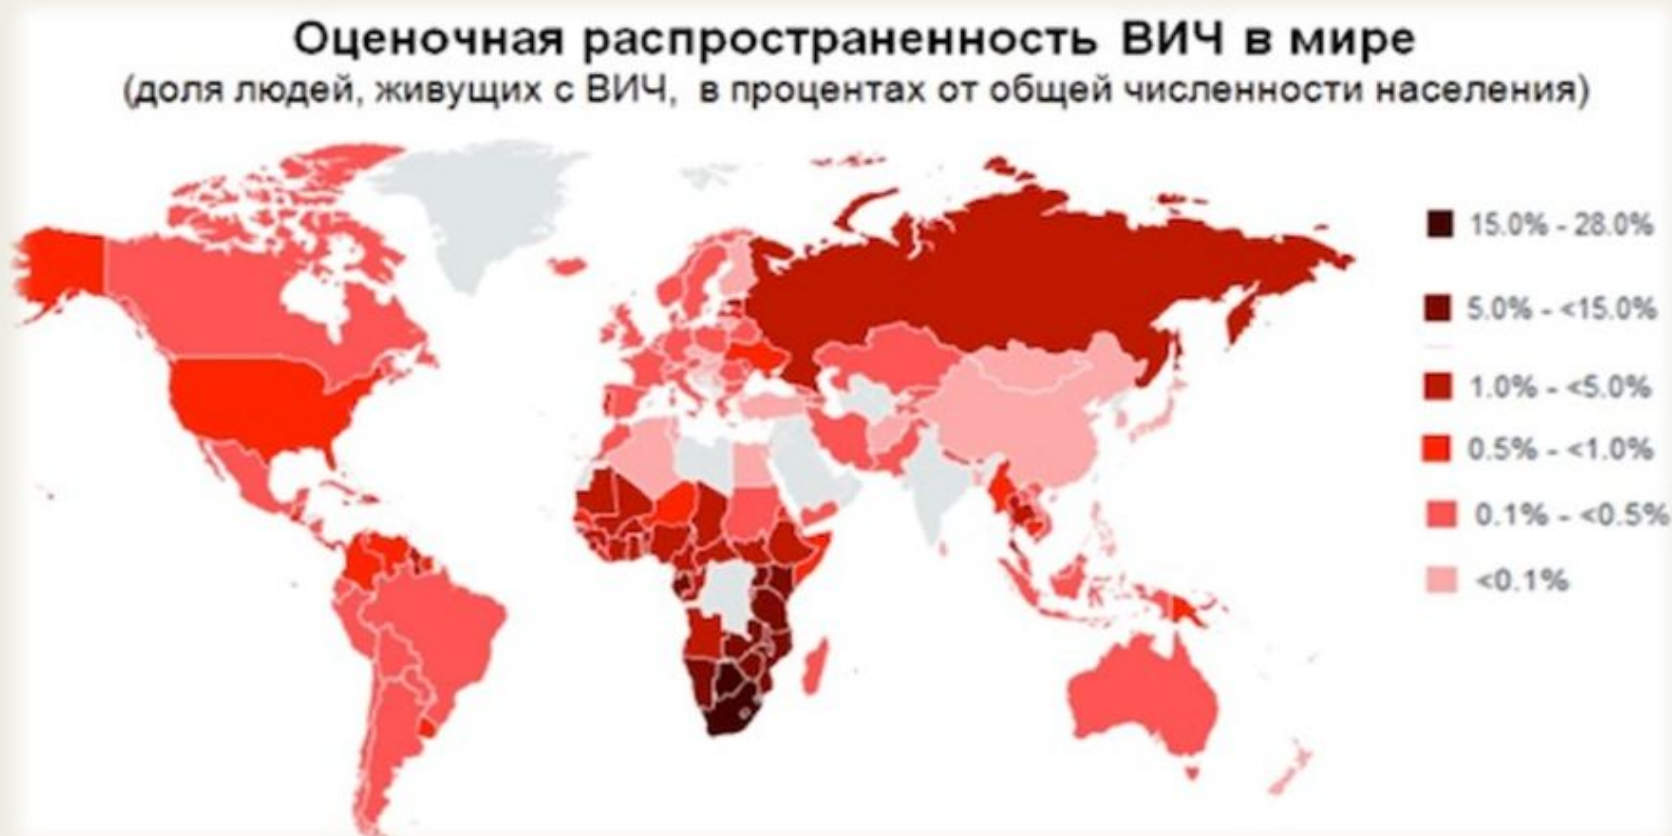 Оценочная распространенность ВИЧ в мире
(доля людей, живущих с ВИЧ, в процентах от общей численности населения)
15.0% - 28.0%
5.0% - <15.0%
1.0% - <5.0%
0.5% - <1.0%
0.1% - <0.5%
<0.1%